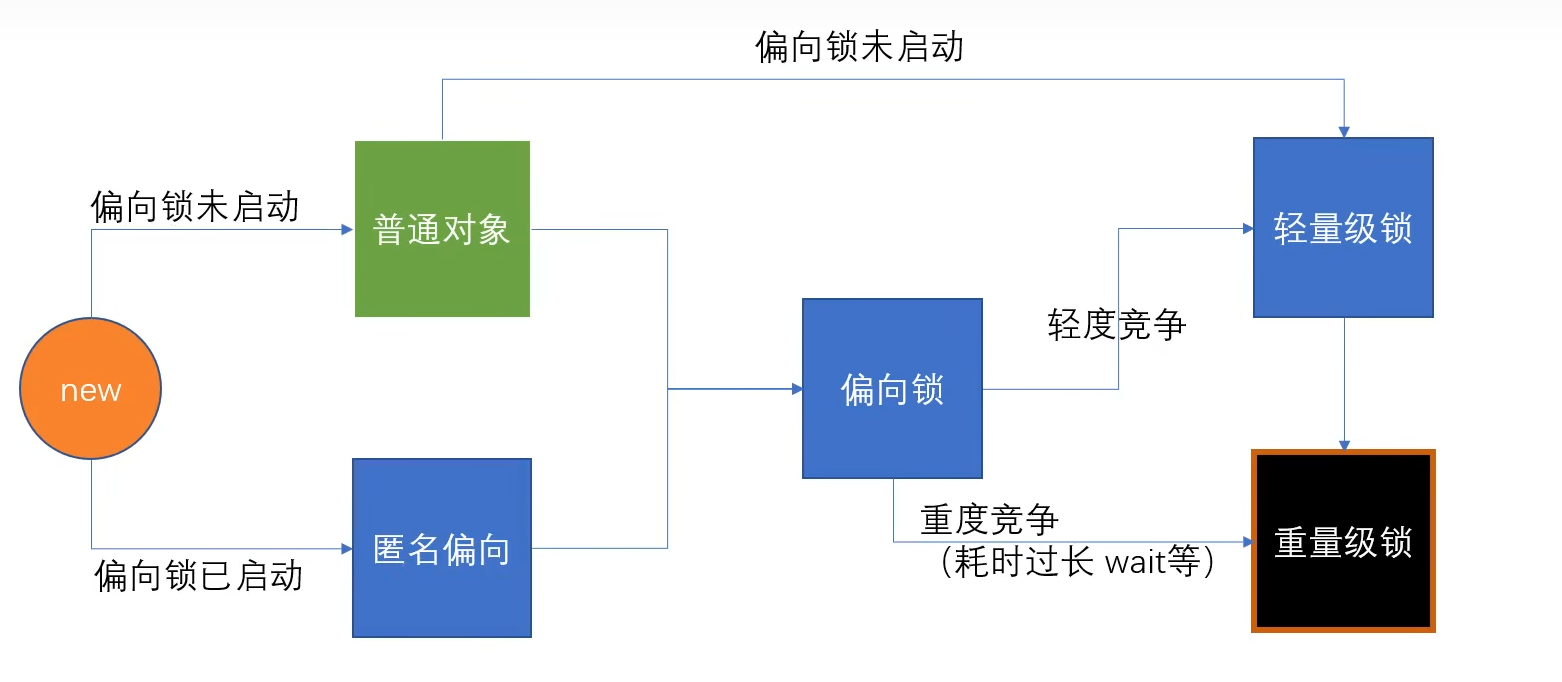 偏向锁未启动
偏向锁未启动
普通对象
轻量级锁
轻度竞争
new
偏向锁
重度竞争
（耗时过长 wait等）
重量级锁
匿名偏向
偏向锁已启动